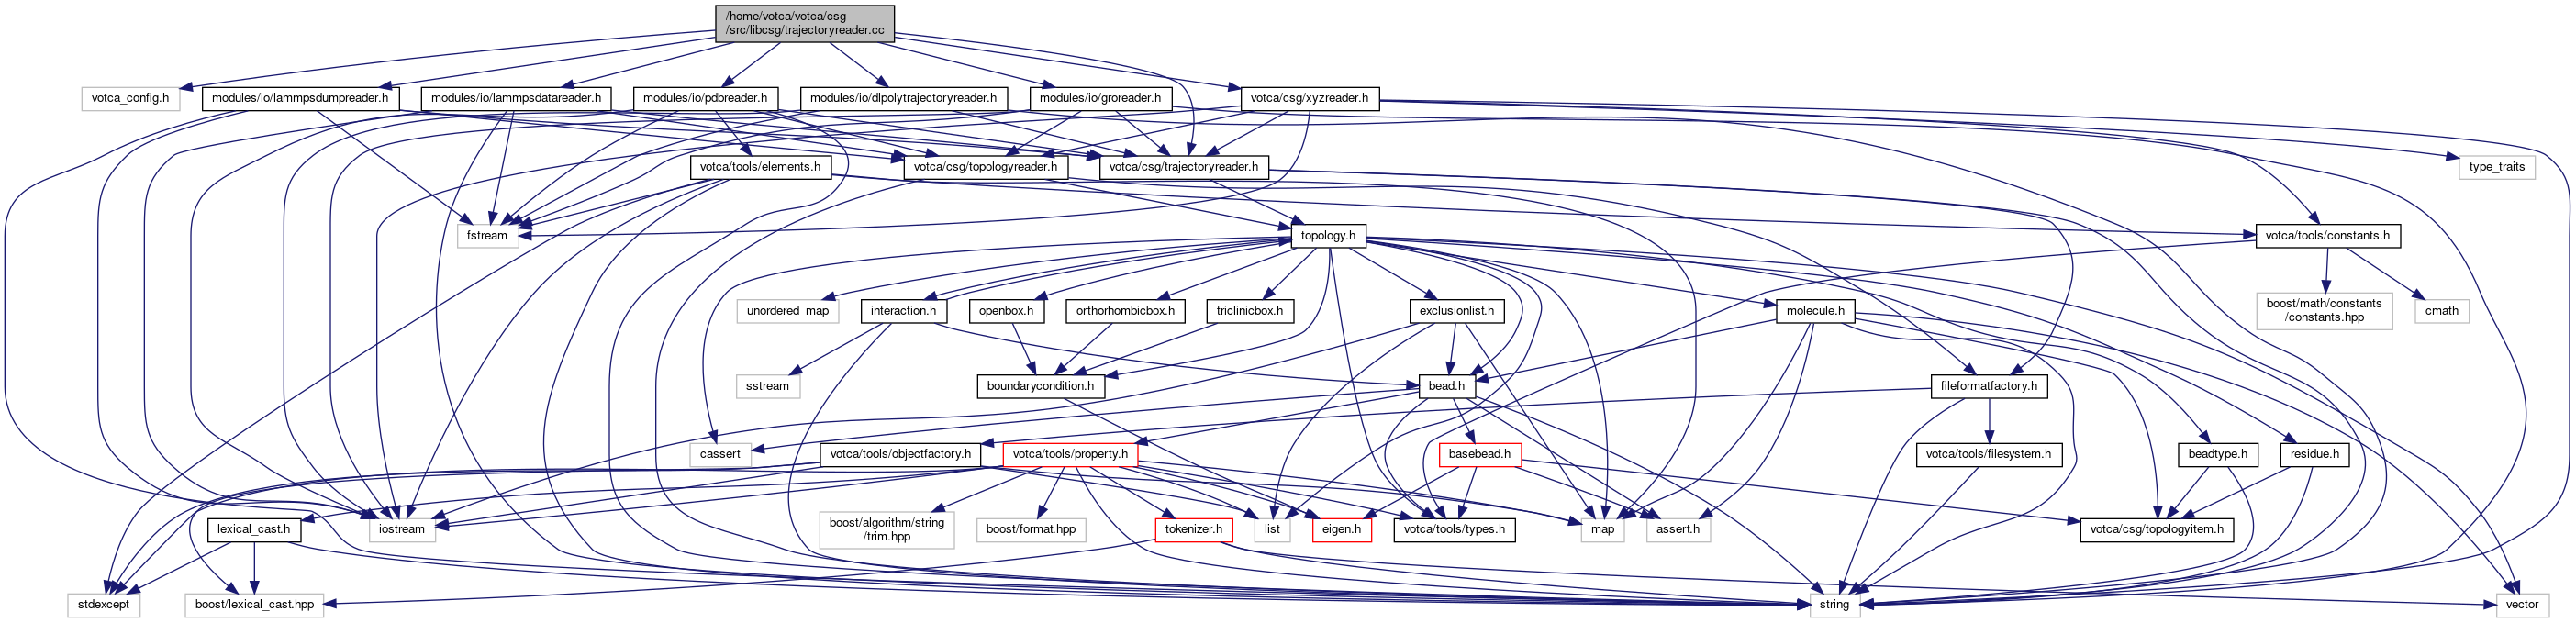 /home/votca/votca/csg
/src/libcsg/trajectoryreader.cc
votca_config.h
modules/io/lammpsdumpreader.h
modules/io/lammpsdatareader.h
modules/io/pdbreader.h
modules/io/dlpolytrajectoryreader.h
modules/io/groreader.h
votca/csg/xyzreader.h
votca/tools/elements.h
votca/csg/topologyreader.h
votca/csg/trajectoryreader.h
type_traits
fstream
topology.h
votca/tools/constants.h
unordered_map
interaction.h
openbox.h
orthorhombicbox.h
triclinicbox.h
exclusionlist.h
molecule.h
boost/math/constants
/constants.hpp
cmath
sstream
boundarycondition.h
bead.h
fileformatfactory.h
cassert
votca/tools/objectfactory.h
votca/tools/property.h
basebead.h
votca/tools/filesystem.h
beadtype.h
residue.h
lexical_cast.h
iostream
boost/algorithm/string
/trim.hpp
boost/format.hpp
tokenizer.h
list
eigen.h
votca/tools/types.h
map
assert.h
votca/csg/topologyitem.h
stdexcept
boost/lexical_cast.hpp
string
vector